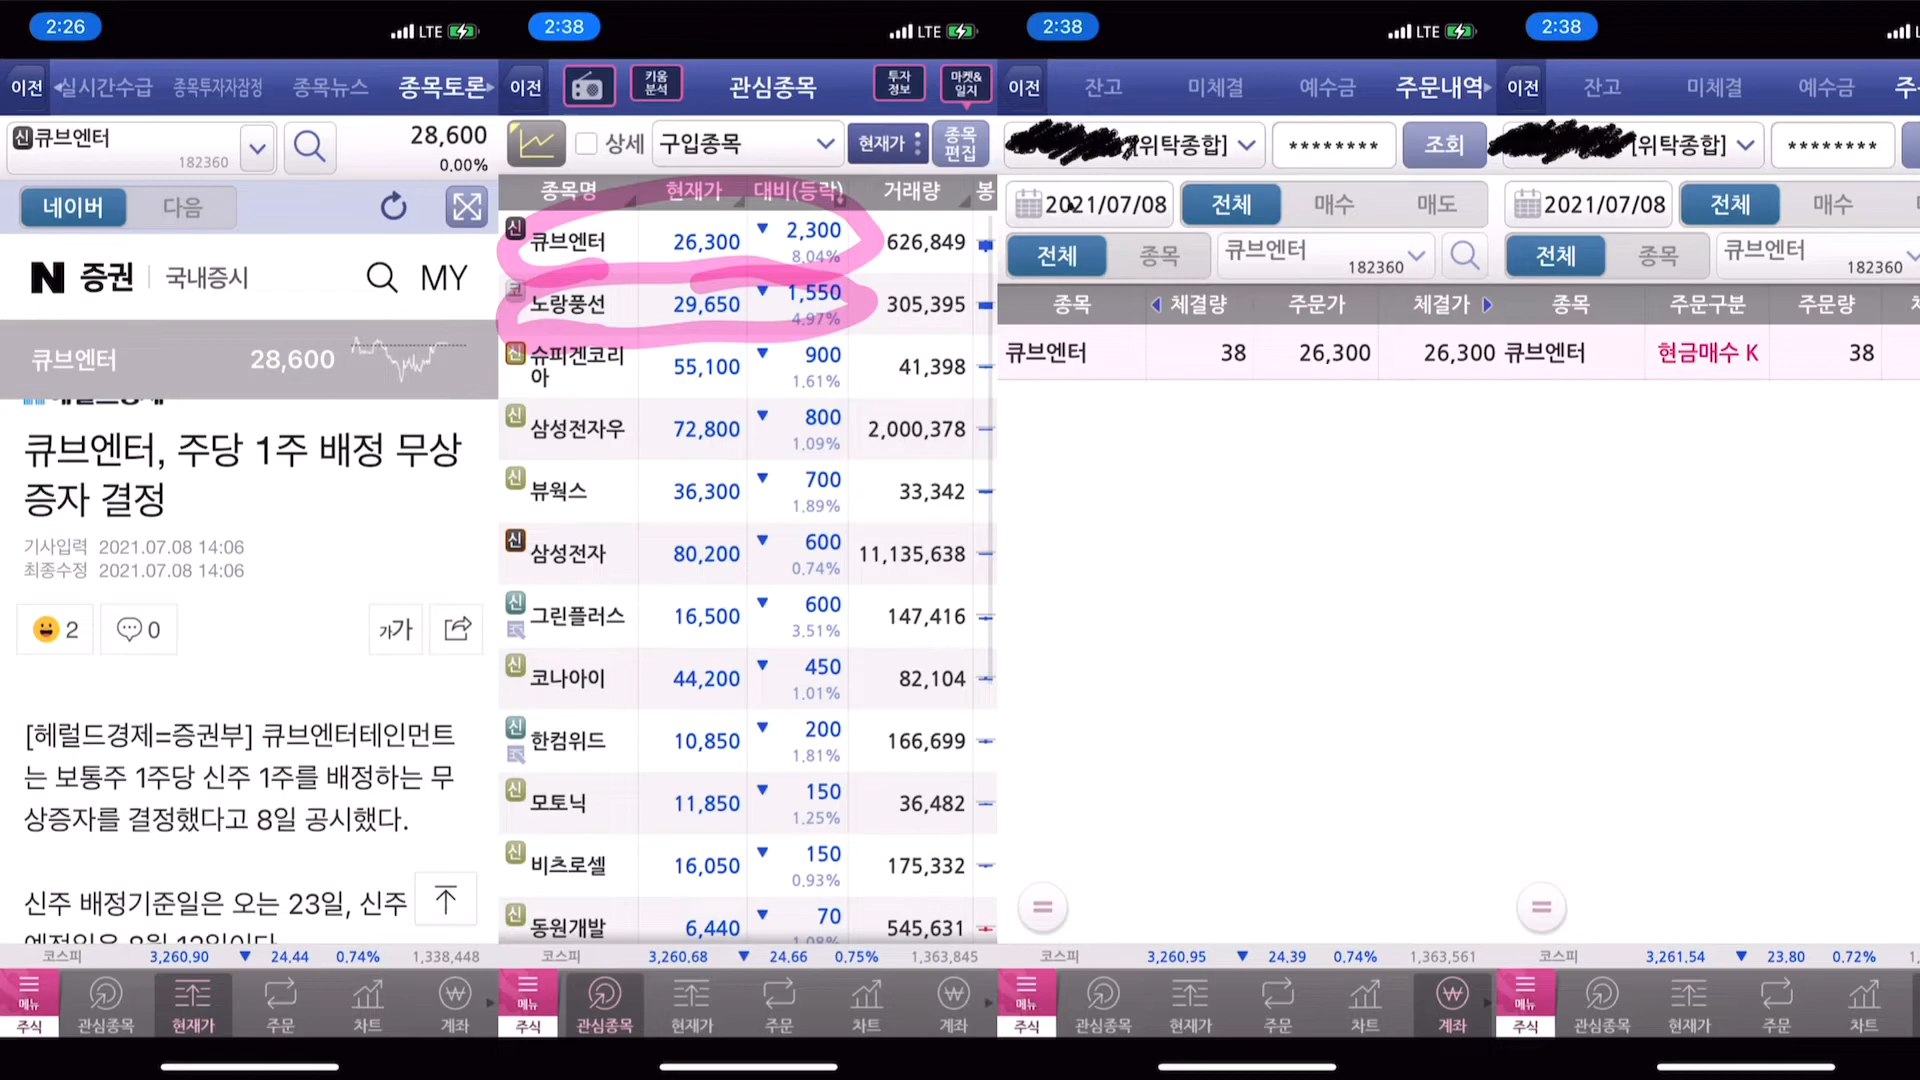 2:26
LTE
이전
실시간수급
종목투자자잠정
종목뉴스
종목토론
신
큐브엔터
182360
28,600
0.00%
네이버
다음
N 증권
국내증시
MY
큐브엔터
28,600
큐브엔터, 주당 1주 배정 무상
증자 결정
기사입력 2021.07.08 14:06
최종수정 2021.07.08 14:06
2
0
가가
[헤럴드경제=증권부] 큐브엔터테인먼트
는 보통주 1주당 신주 1주를 배정하는 무
상증자를 결정했다고 8일 공시했다.
신주 배정기준일은 오는 23일, 신주
코스피 3,260.90 ▼ 24.44 0.74% 1,338,448
메뉴
주식
관심종목
현재가
주문
차트
계좌
2:38
LTE
이전
키움
분석
관심종목
투자
정보
마켓&
일지
상세
구입종목
현재가
종목
편집
종목명 현재가 대비(등락) 거래량 봉
신 큐브엔터 26,300 ▼ 2,300 626,849
8.04%
코 노랑풍선 29,650 ▼ 1,550 305,395
4.97%
신 슈피겐코리
아 55,100 ▼ 900 41,398
1.61%
신 삼성전자우 72,800 ▼ 800 2,000,378
1.09%
신 뷰웍스 36,300 ▼ 700 33,342
1.89%
신 삼성전자 80,200 ▼ 600 11,135,638
0.74%
신 그린플러스 16,500 ▼ 600 147,416
3.51%
신 코나아이 44,200 ▼ 450 82,104
1.01%
신 한컴위드 10,850 ▼ 200 166,699
1.81%
신 모토닉 11,850 ▼ 150 36,482
1.25%
신 비츠로셀 16,050 ▼ 150 175,332
0.93%
신 동원개발 6,440 ▼ 70 545,631
코스피 3,260.68 ▼ 24.66 0.75% 1,363,845
메뉴
주식
관심종목
현재가
주문
차트
계좌
2:38
LTE
이전
잔고
미체결
예수금
주문내역
[위탁종합]
********
조회
2021/07/08
전체
매수
매도
전체
종목
큐브엔터
182360
종목 체결량 주문가 체결가
큐브엔터 38 26,300 26,300
=
코스피 3,260.95 ▼ 24.39 0.74% 1,363,561
메뉴
주식
관심종목
현재가
주문
차트
계좌
2:38
이전
잔고
미체결
예수금
[위탁종합]
********
2021/07/08
전체
매수
전체
종목
큐브엔터
182360
종목 주문구분 주문량
큐브엔터 현금매수 K 38
=
코스피 3,261.54 ▼ 23.80 0.72%
메뉴
주식
관심종목
현재가
주문
차트